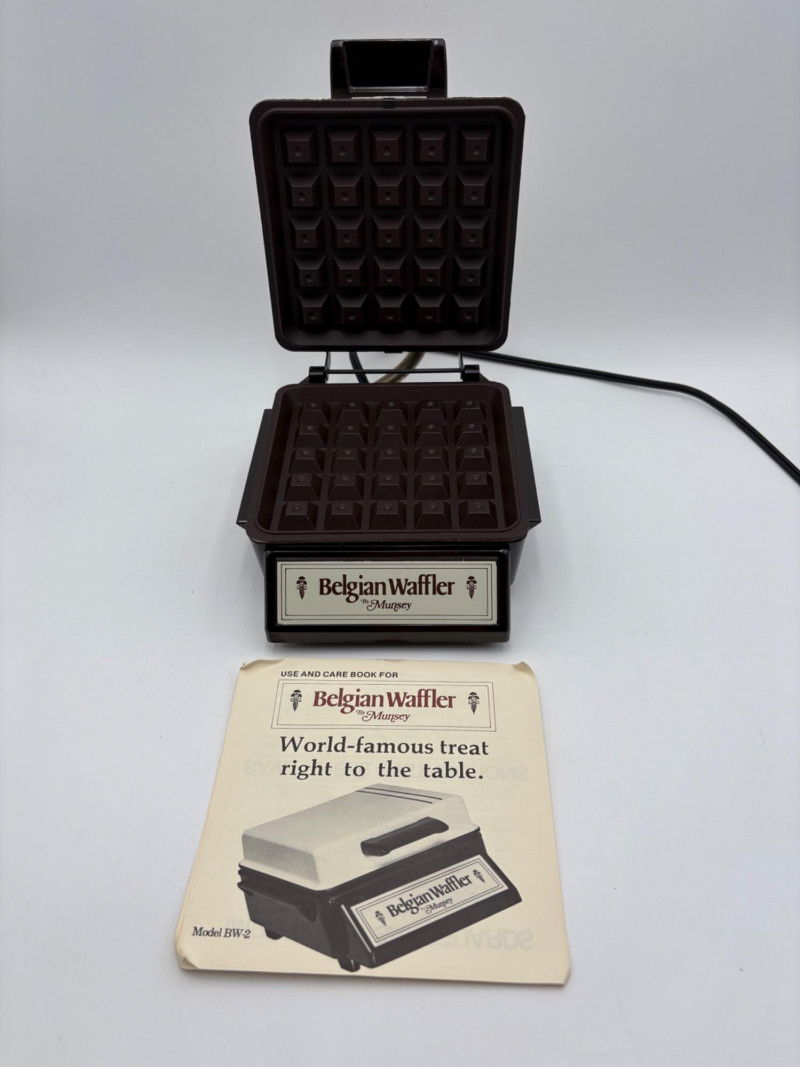 Belgian Waffler
By Munsey
USE AND CARE BOOK FOR
Belgian Waffler
By Munsey
World-famous treat
right to the table.
Belgian Waffler
By Munsey
Model BW-2